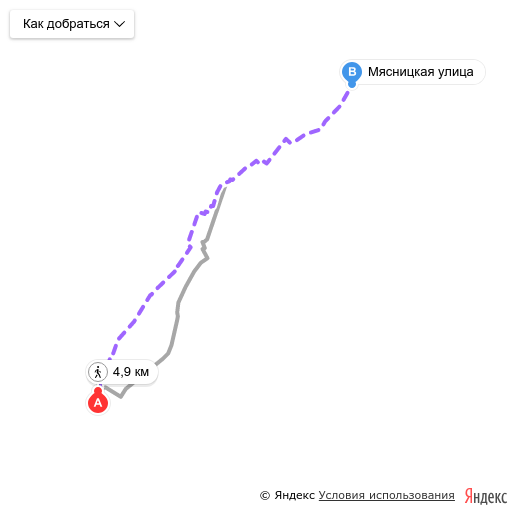 Как добраться
B Мясницкая улица
4,9 км
A
© Яндекс Условия использования Яндекс